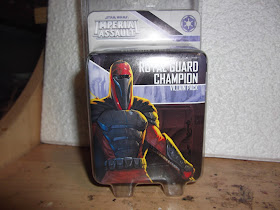 STAR WARS
IMPERIAL
ASSAULT
ROYAL GUARD
CHAMPION
VILLAIN PACK